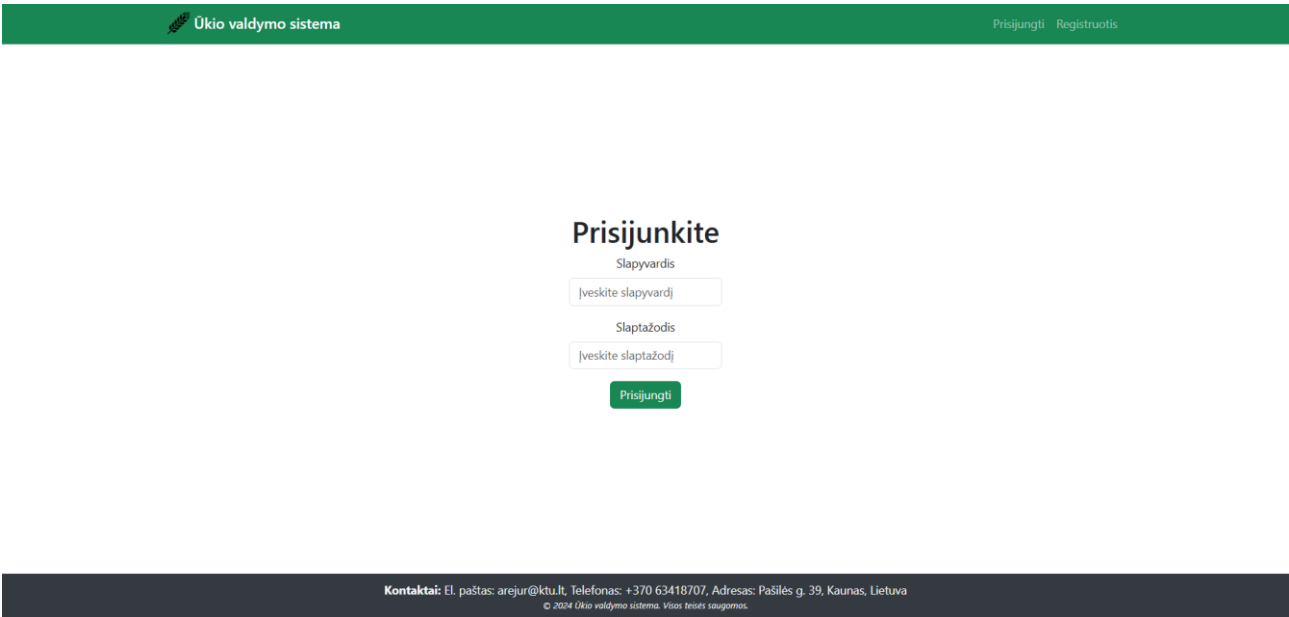 Ūkio valdymo sistema
Prisijungti Registruotis
Prisijunkite
Slapyvardis
Įveskite slapyvardį
Slaptažodis
Įveskite slaptažodį
Prisijungti
Kontaktai: El. paštas: arejur@ktu.lt, Telefonas: +370 63418707, Adresas: Pašilės g. 39, Kaunas, Lietuva
© 2024 Ūkio valdymo sistema. Visos teisės saugomos.